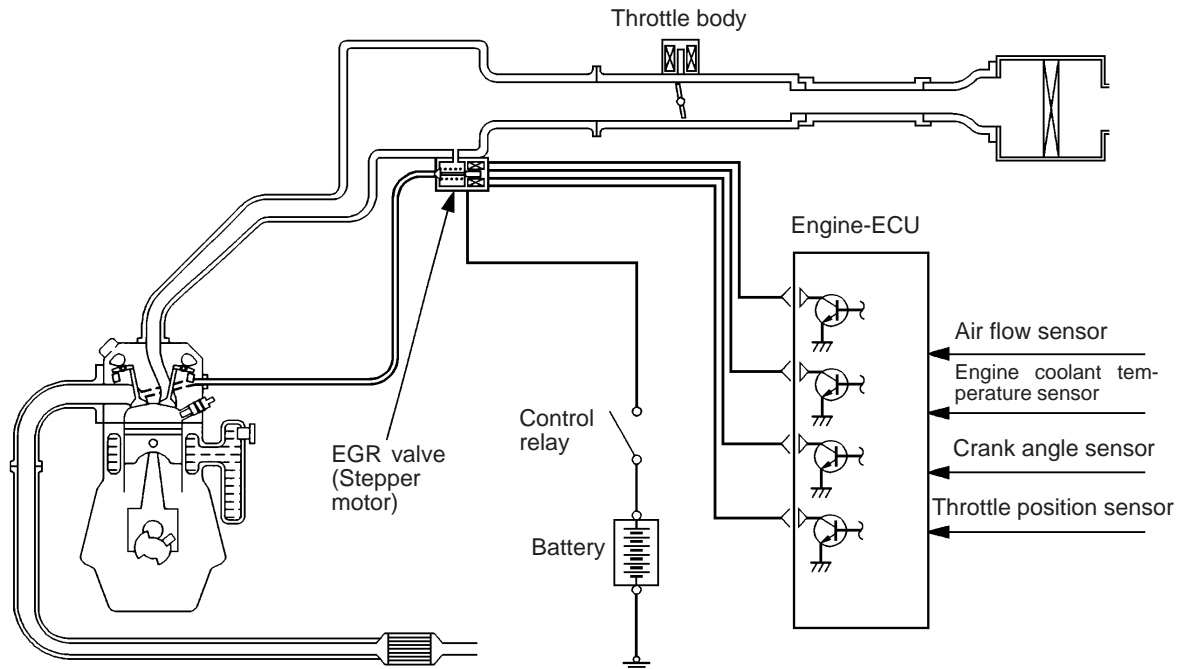 Throttle body
Engine-ECU
Air flow sensor
Engine coolant tem-
perature sensor
Crank angle sensor
Throttle position sensor
EGR valve
(Stepper
motor)
Control
relay
Battery